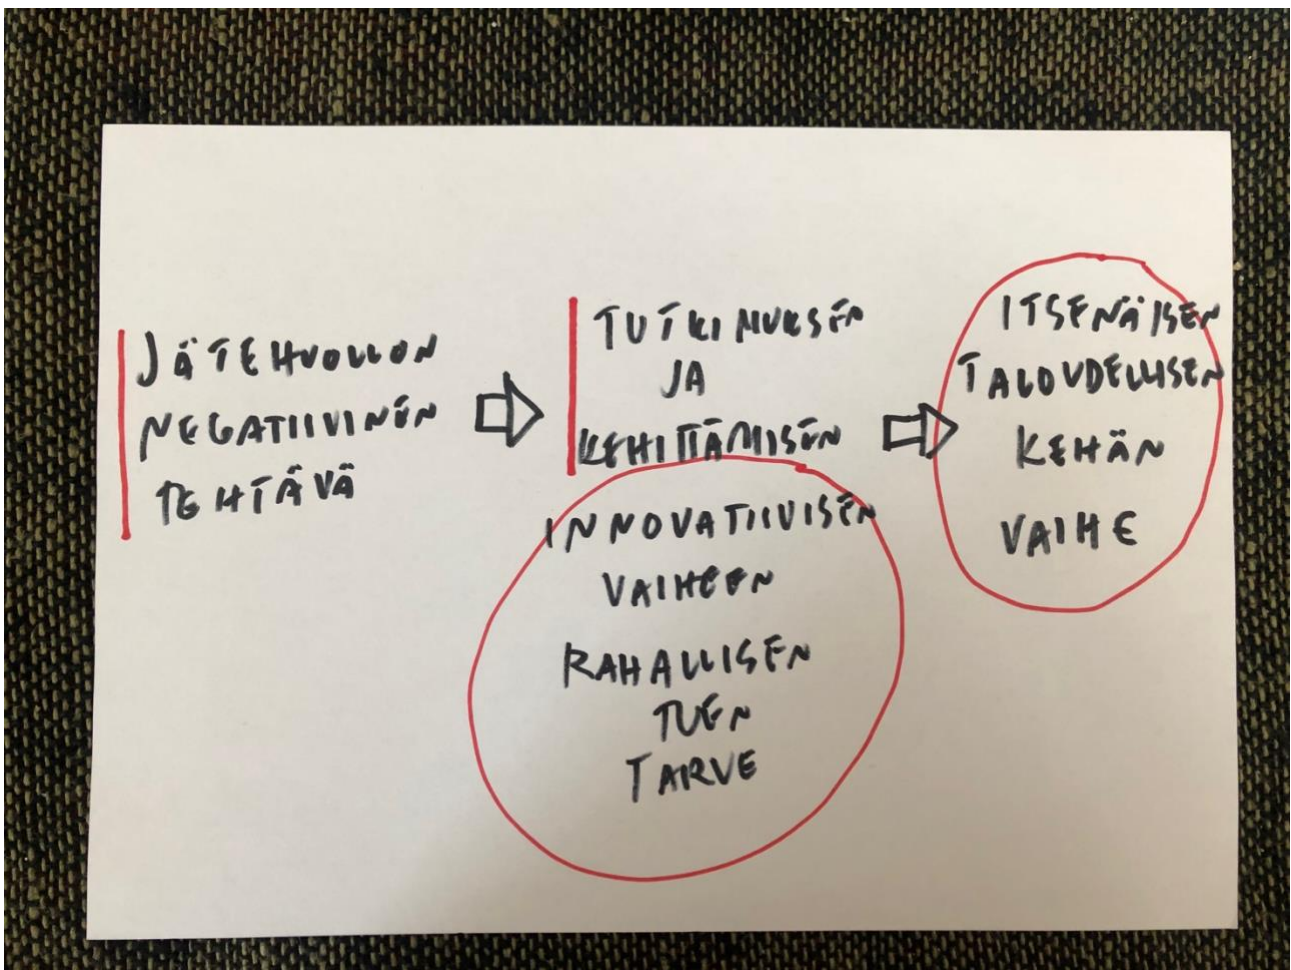 JÄTEHUOLLON
NEGATIIVINEN
TEHTÄVÄ
TUTKIMUKSEN
JA
KEHITTÄMISEN
INNOVATIIVISEN
VAIHEEN
RAHALLISEN
TUEN
TARVE
ITSENÄISEN
TALOUDELLISEN
KEHÄN
VAIHE